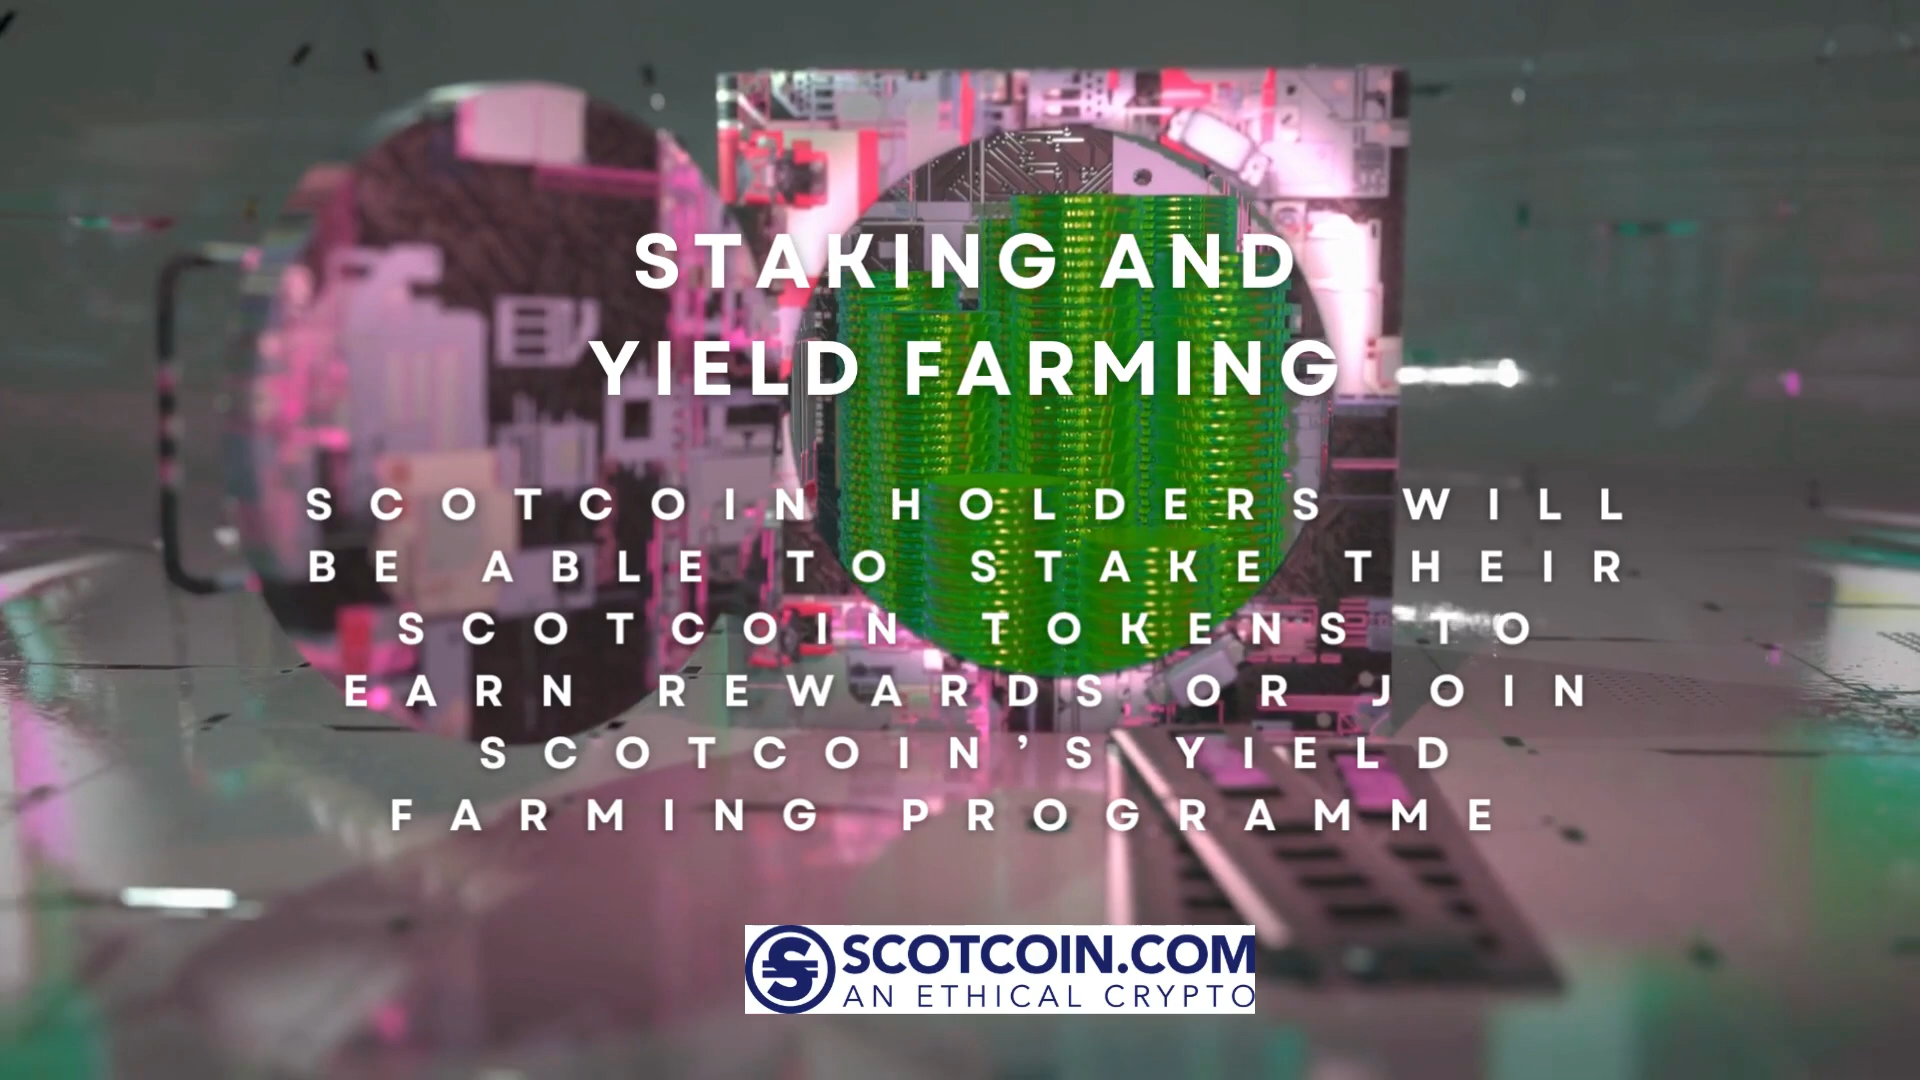 STAKING AND
YIELD FARMING
SCOTCOIN HOLDERS WILL
BE ABLE TO STAKE THEIR
SCOTCOIN TOKENS TO
EARN REWARDS OR JOIN
SCOTCOIN’S YIELD
FARMING PROGRAMME
SCOTCOIN.COM
AN ETHICAL CRYPTO